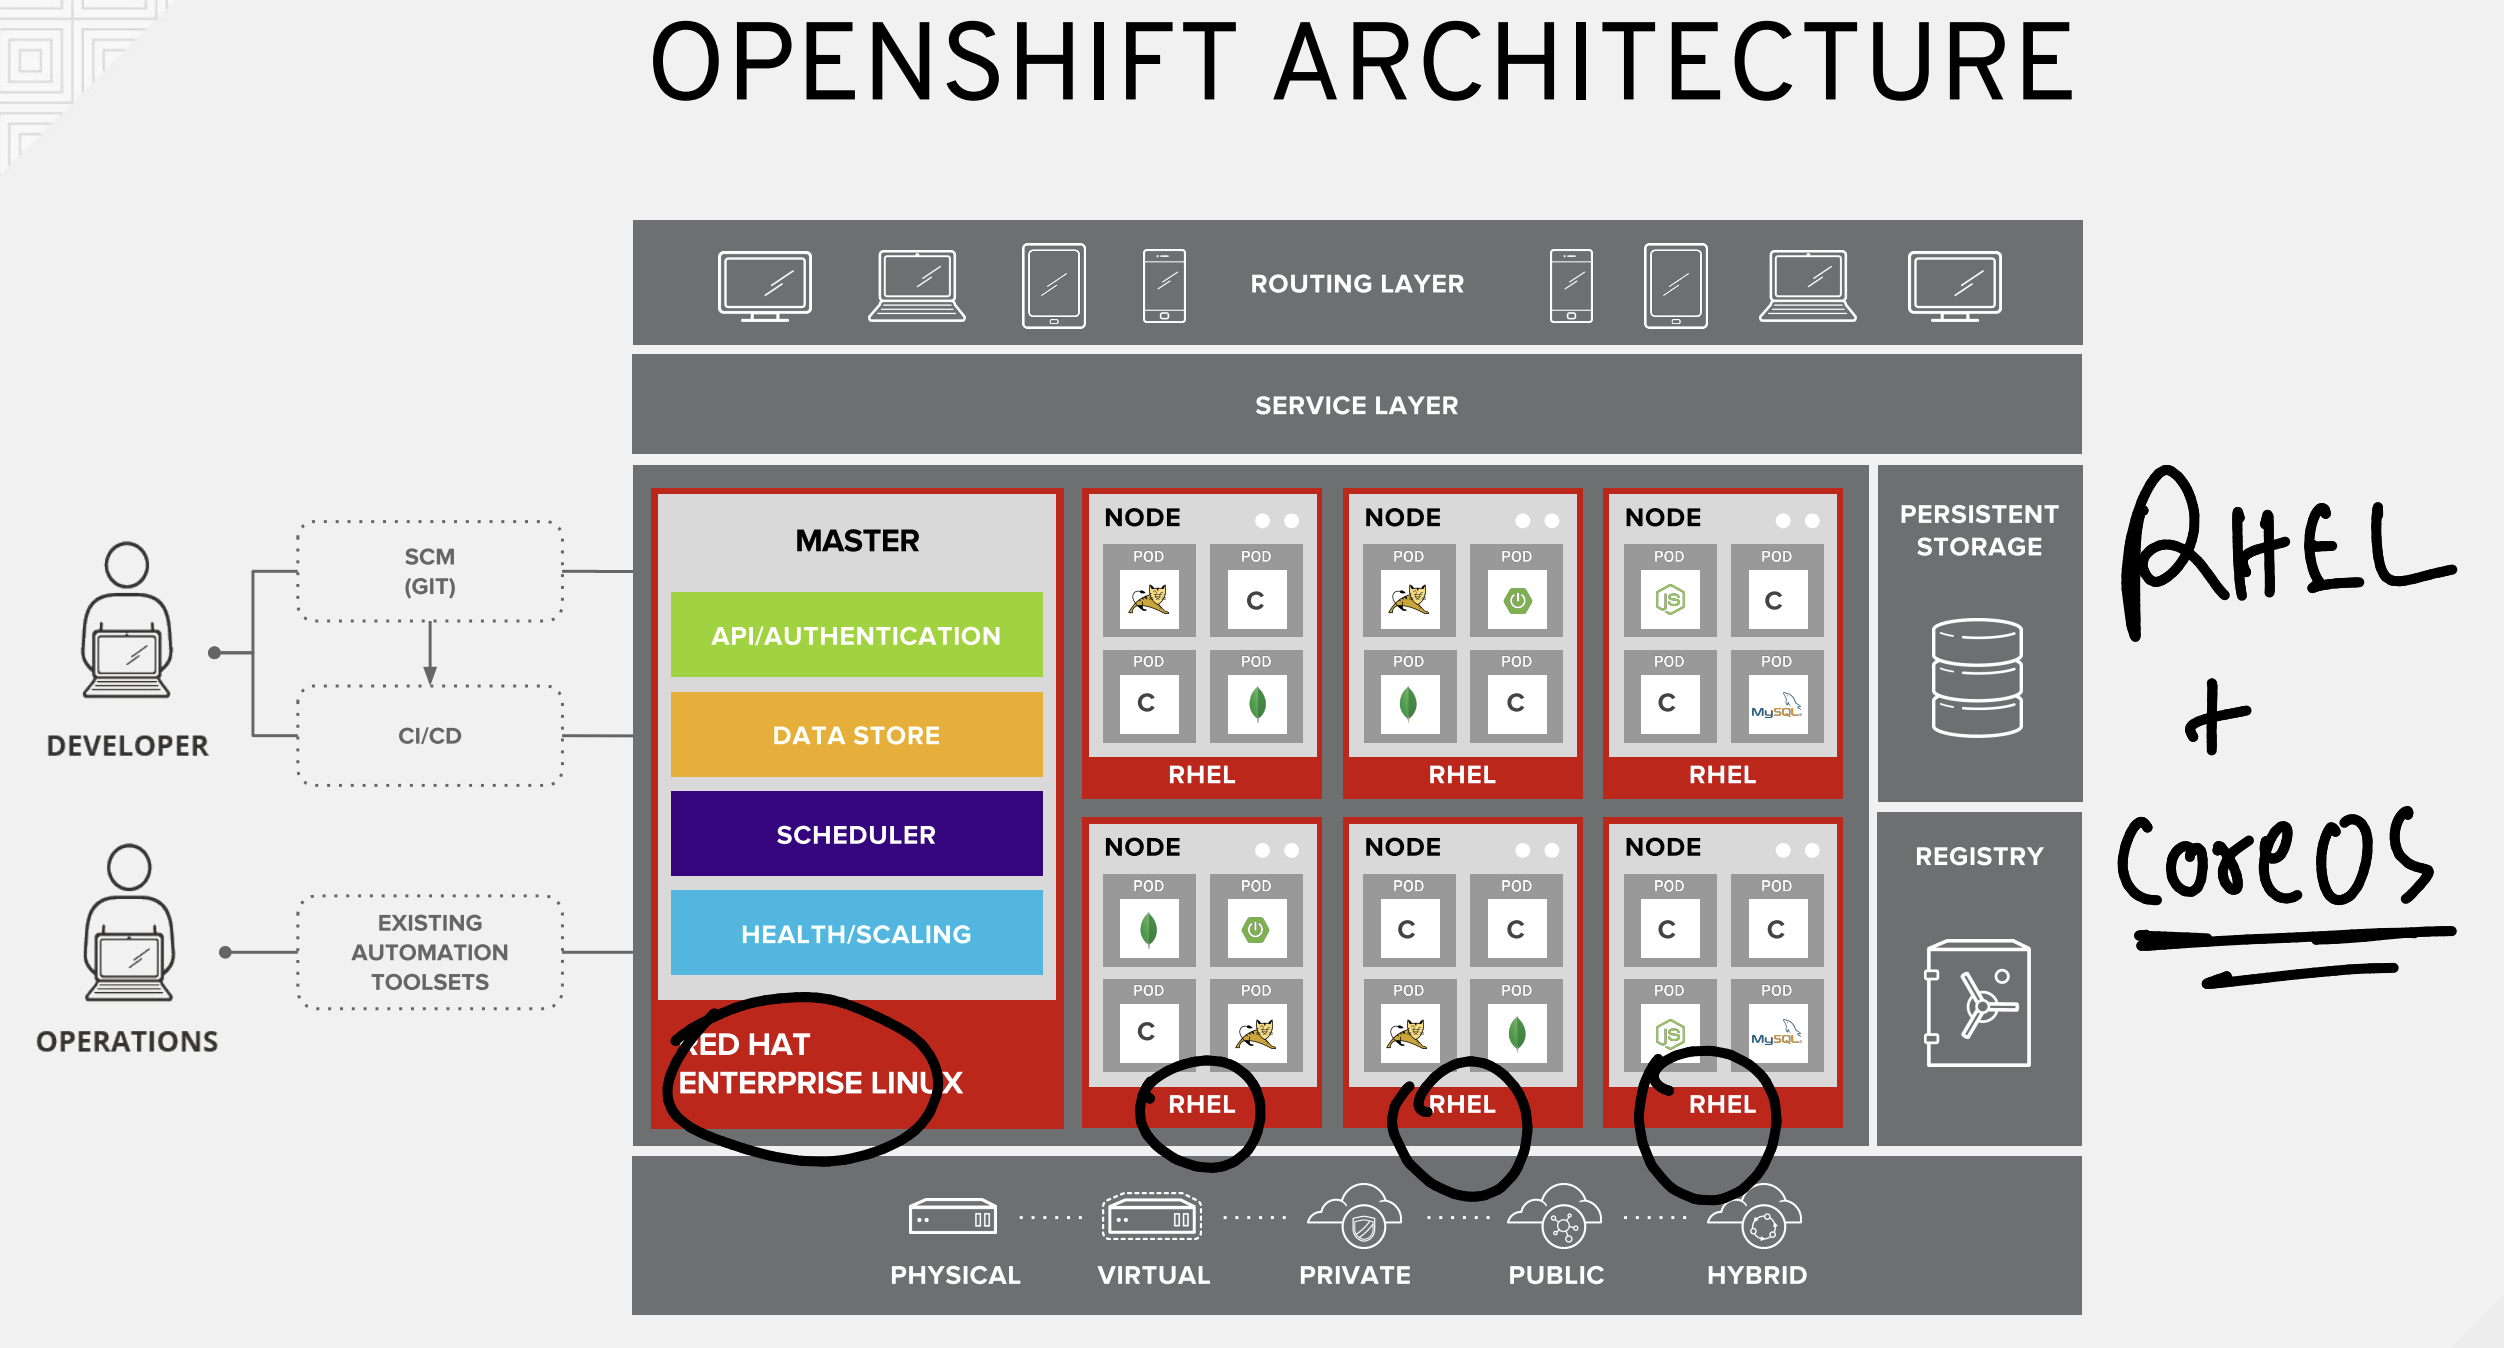 OPENSHIFT ARCHITECTURE
ROUTING LAYER
SERVICE LAYER
SCM
(GIT)
CI/CD
DEVELOPER
EXISTING
AUTOMATION
TOOLSETS
OPERATIONS
MASTER
API/AUTHENTICATION
DATA STORE
SCHEDULER
HEALTH/SCALING
RED HAT
ENTERPRISE LINUX
NODE
POD
POD
C
POD
POD
C
RHEL
NODE
POD
POD
POD
POD
C
RHEL
NODE
POD
POD
JS
C
POD
POD
C
MySQL
RHEL
NODE
POD
POD
POD
POD
C
RHEL
NODE
POD
POD
C
C
POD
POD
RHEL
NODE
POD
POD
C
C
POD
POD
JS
MySQL
RHEL
PERSISTENT
STORAGE
REGISTRY
RHEL
+
CoreOS
PHYSICAL
VIRTUAL
PRIVATE
PUBLIC
HYBRID